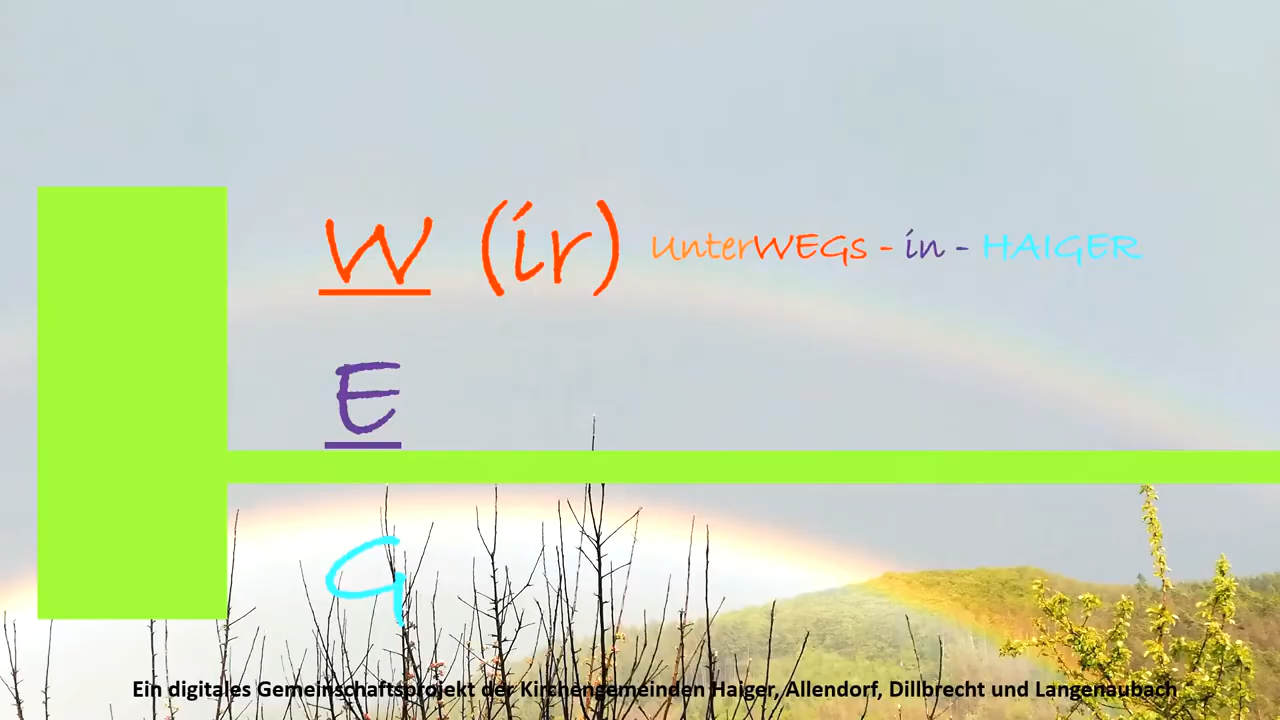 W (ir) UnterWEGs - in - HAIGER
E
G
Ein digitales Gemeinschaftsprojekt der Kirchengemeinden Haiger, Allendorf, Dillbrecht und Langenaubach